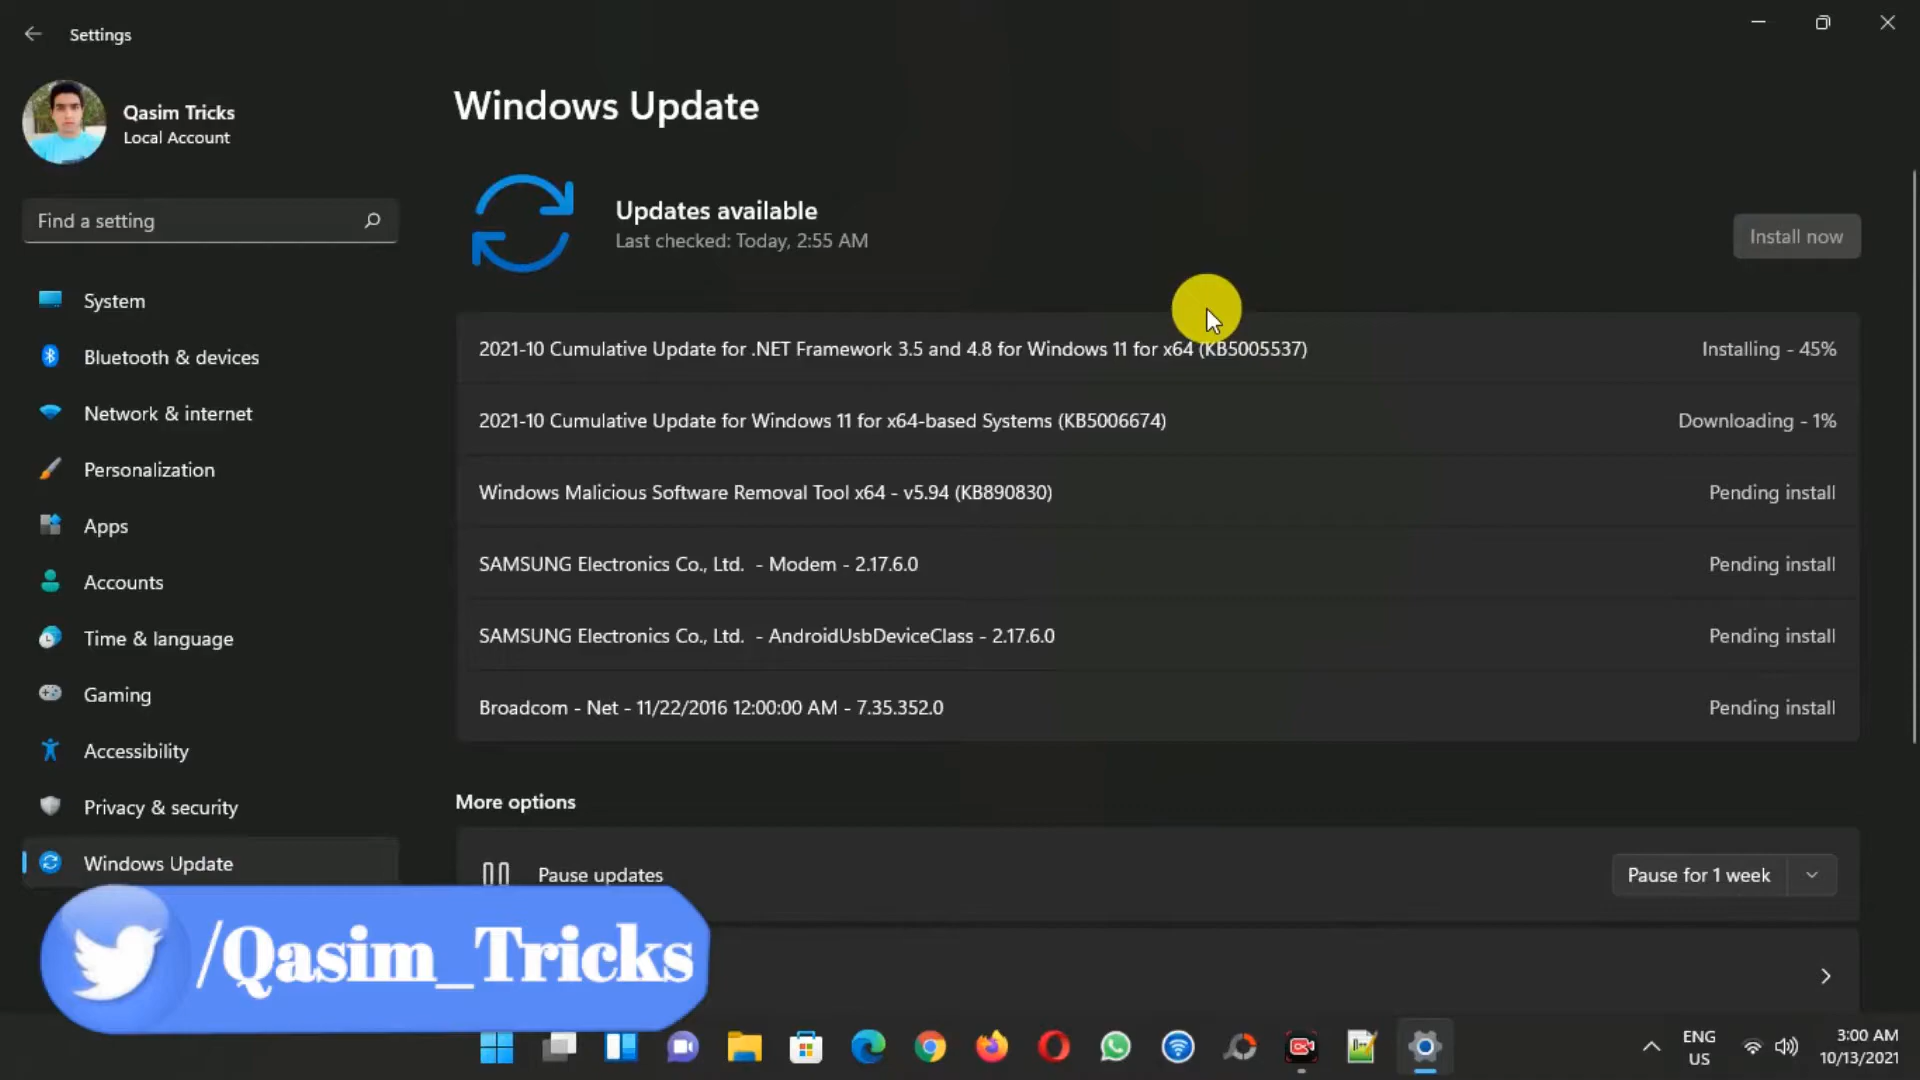 Settings
Qasim Tricks
Local Account
Find a setting
System
Bluetooth & devices
Network & internet
Personalization
Apps
Accounts
Time & language
Gaming
Accessibility
Privacy & security
Windows Update
Windows Update
Updates available
Last checked: Today, 2:55 AM
Install now
2021-10 Cumulative Update for .NET Framework 3.5 and 4.8 for Windows 11 for x64 (KB5005537) Installing - 45%
2021-10 Cumulative Update for Windows 11 for x64-based Systems (KB5006674) Downloading - 1%
Windows Malicious Software Removal Tool x64 - v5.94 (KB890830) Pending install
SAMSUNG Electronics Co., Ltd. - Modem - 2.17.6.0 Pending install
SAMSUNG Electronics Co., Ltd. - AndroidUsbDeviceClass - 2.17.6.0 Pending install
Broadcom - Net - 11/22/2016 12:00:00 AM - 7.35.352.0 Pending install
More options
Pause updates Pause for 1 week
/Qasim_Tricks
ENG
US
3:00 AM
10/13/2021